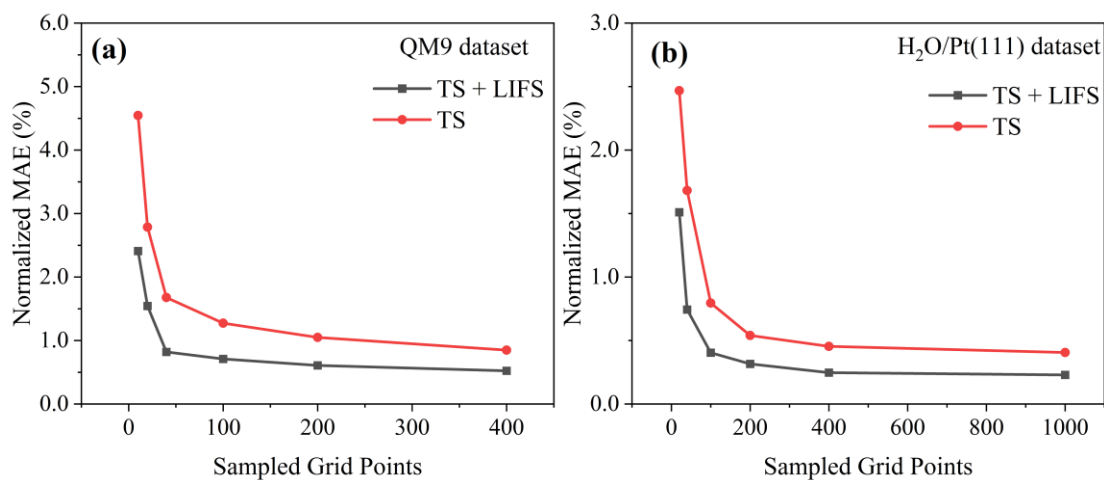 (a)
QM9 dataset
TS + LIFS
TS
Normalized MAE (%)
6.0
5.0
4.0
3.0
2.0
1.0
0.0
0
100
200
300
400
Sampled Grid Points
(b)
H₂O/Pt(111) dataset
TS + LIFS
TS
Normalized MAE (%)
3.0
2.0
1.0
0.0
0
200
400
600
800
1000
Sampled Grid Points